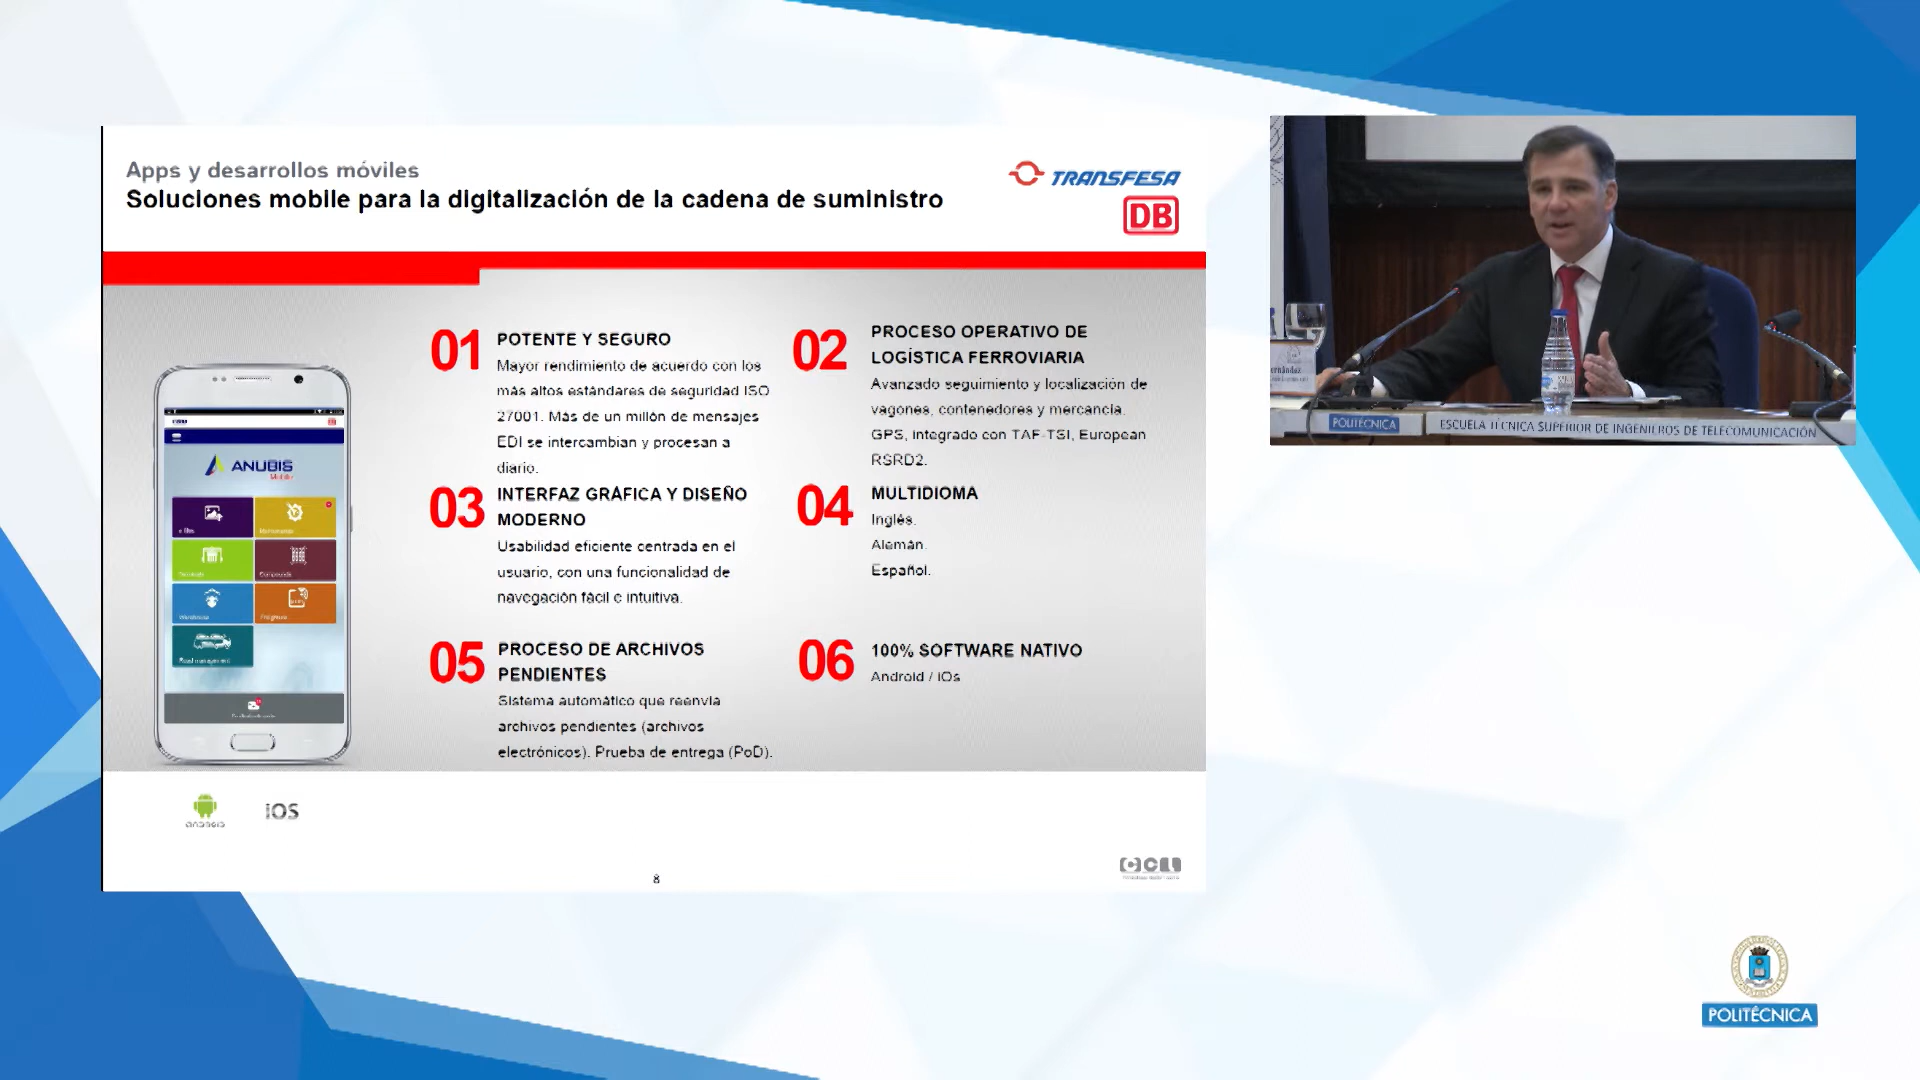 Apps y desarrollos móviles
Soluciones mobile para la digitalización de la cadena de suministro
TRANSFESA
DB
01
POTENTE Y SEGURO
Mayor rendimiento de acuerdo con los
más altos estándares de seguridad ISO
27001. Más de un millón de mensajes
EDI se intercambian y procesan a
diario.
02
PROCESO OPERATIVO DE
LOGÍSTICA FERROVIARIA
Avanzado seguimiento y localización de
vagones, contenedores y mercancía.
GPS, integrado con TAF-TSI, European
RSRD2.
03
INTERFAZ GRÁFICA Y DISEÑO
MODERNO
Usabilidad eficiente centrada en el
usuario, con una funcionalidad de
navegación fácil e intuitiva.
04
MULTIDIOMA
Inglés.
Alemán.
Español.
05
PROCESO DE ARCHIVOS
PENDIENTES
Sistema automático que reenvía
archivos pendientes (archivos
electrónicos). Prueba de entrega (PoD).
06
100% SOFTWARE NATIVO
Android / iOs
ANUBIS
Warehouse
Road management
ANDROID
iOS
8
POLITÉCNICA
ESCUELA TÉCNICA SUPERIOR DE INGENIEROS DE TELECOMUNICACIÓN
POLITÉCNICA